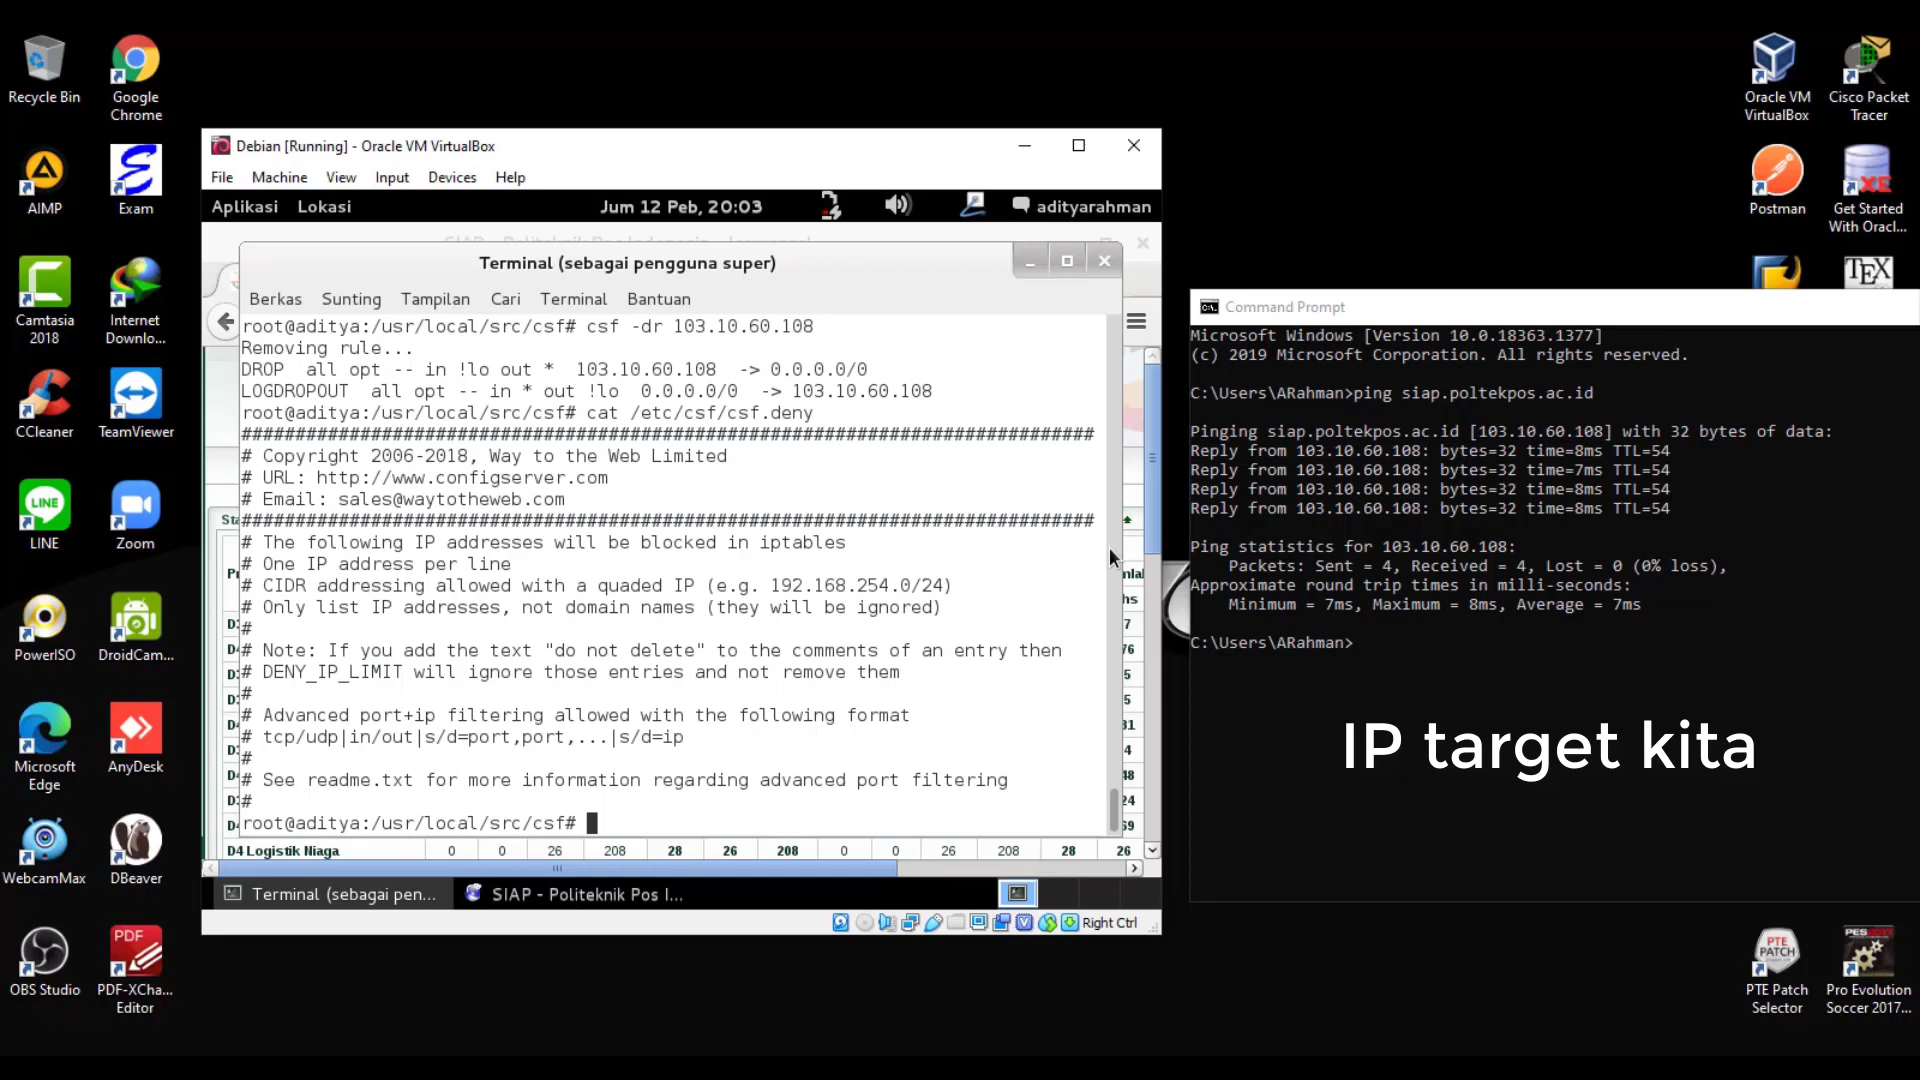 Recycle Bin
Google
Chrome
AIMP
Exam
Camtasia
2018
Internet
Downlo...
CCleaner
TeamViewer
LINE
LINE
Zoom
PowerISO
DroidCam...
Microsoft
Edge
AnyDesk
WebcamMax
DBeaver
OBS Studio
PDF
PDF-XCha...
Editor
Oracle VM
VirtualBox
Cisco Packet
Tracer
Postman
XE
Get Started
With Oracl...
TEX
PTE
PATCH
PTE Patch
Selector
Pro Evolution
Soccer 2017...
Debian [Running] - Oracle VM VirtualBox
File Machine View Input Devices Help
Aplikasi Lokasi Jum 12 Peb, 20:03 adityarahman
Terminal (sebagai pengguna super)
Berkas Sunting Tampilan Cari Terminal Bantuan
root@aditya:/usr/local/src/csf# csf -dr 103.10.60.108
Removing rule...
DROP  all opt -- in !lo out *  103.10.60.108  -> 0.0.0.0/0
LOGDROPOUT  all opt -- in * out !lo  0.0.0.0/0  -> 103.10.60.108
root@aditya:/usr/local/src/csf# cat /etc/csf/csf.deny
###############################################################################
# Copyright 2006-2018, Way to the Web Limited
# URL: http://www.configserver.com
# Email: sales@waytotheweb.com
###############################################################################
# The following IP addresses will be blocked in iptables
# One IP address per line
# CIDR addressing allowed with a quaded IP (e.g. 192.168.254.0/24)
# Only list IP addresses, not domain names (they will be ignored)
#
# Note: If you add the text "do not delete" to the comments of an entry then
# DENY_IP_LIMIT will ignore those entries and not remove them
#
# Advanced port+ip filtering allowed with the following format
# tcp/udp|in/out|s/d=port,port,...|s/d=ip
#
# See readme.txt for more information regarding advanced port filtering
#
root@aditya:/usr/local/src/csf#
D4 Logistik Niaga 0 0 26 208 28 26 208 0 0 26 208 28 26
Terminal (sebagai pen... SIAP - Politeknik Pos I...
Right Ctrl
Command Prompt
Microsoft Windows [Version 10.0.18363.1377]
(c) 2019 Microsoft Corporation. All rights reserved.
C:\Users\ARahman>ping siap.poltekpos.ac.id
Pinging siap.poltekpos.ac.id [103.10.60.108] with 32 bytes of data:
Reply from 103.10.60.108: bytes=32 time=8ms TTL=54
Reply from 103.10.60.108: bytes=32 time=7ms TTL=54
Reply from 103.10.60.108: bytes=32 time=8ms TTL=54
Reply from 103.10.60.108: bytes=32 time=8ms TTL=54
Ping statistics for 103.10.60.108:
Packets: Sent = 4, Received = 4, Lost = 0 (0% loss),
Approximate round trip times in milli-seconds:
Minimum = 7ms, Maximum = 8ms, Average = 7ms
C:\Users\ARahman>
IP target kita